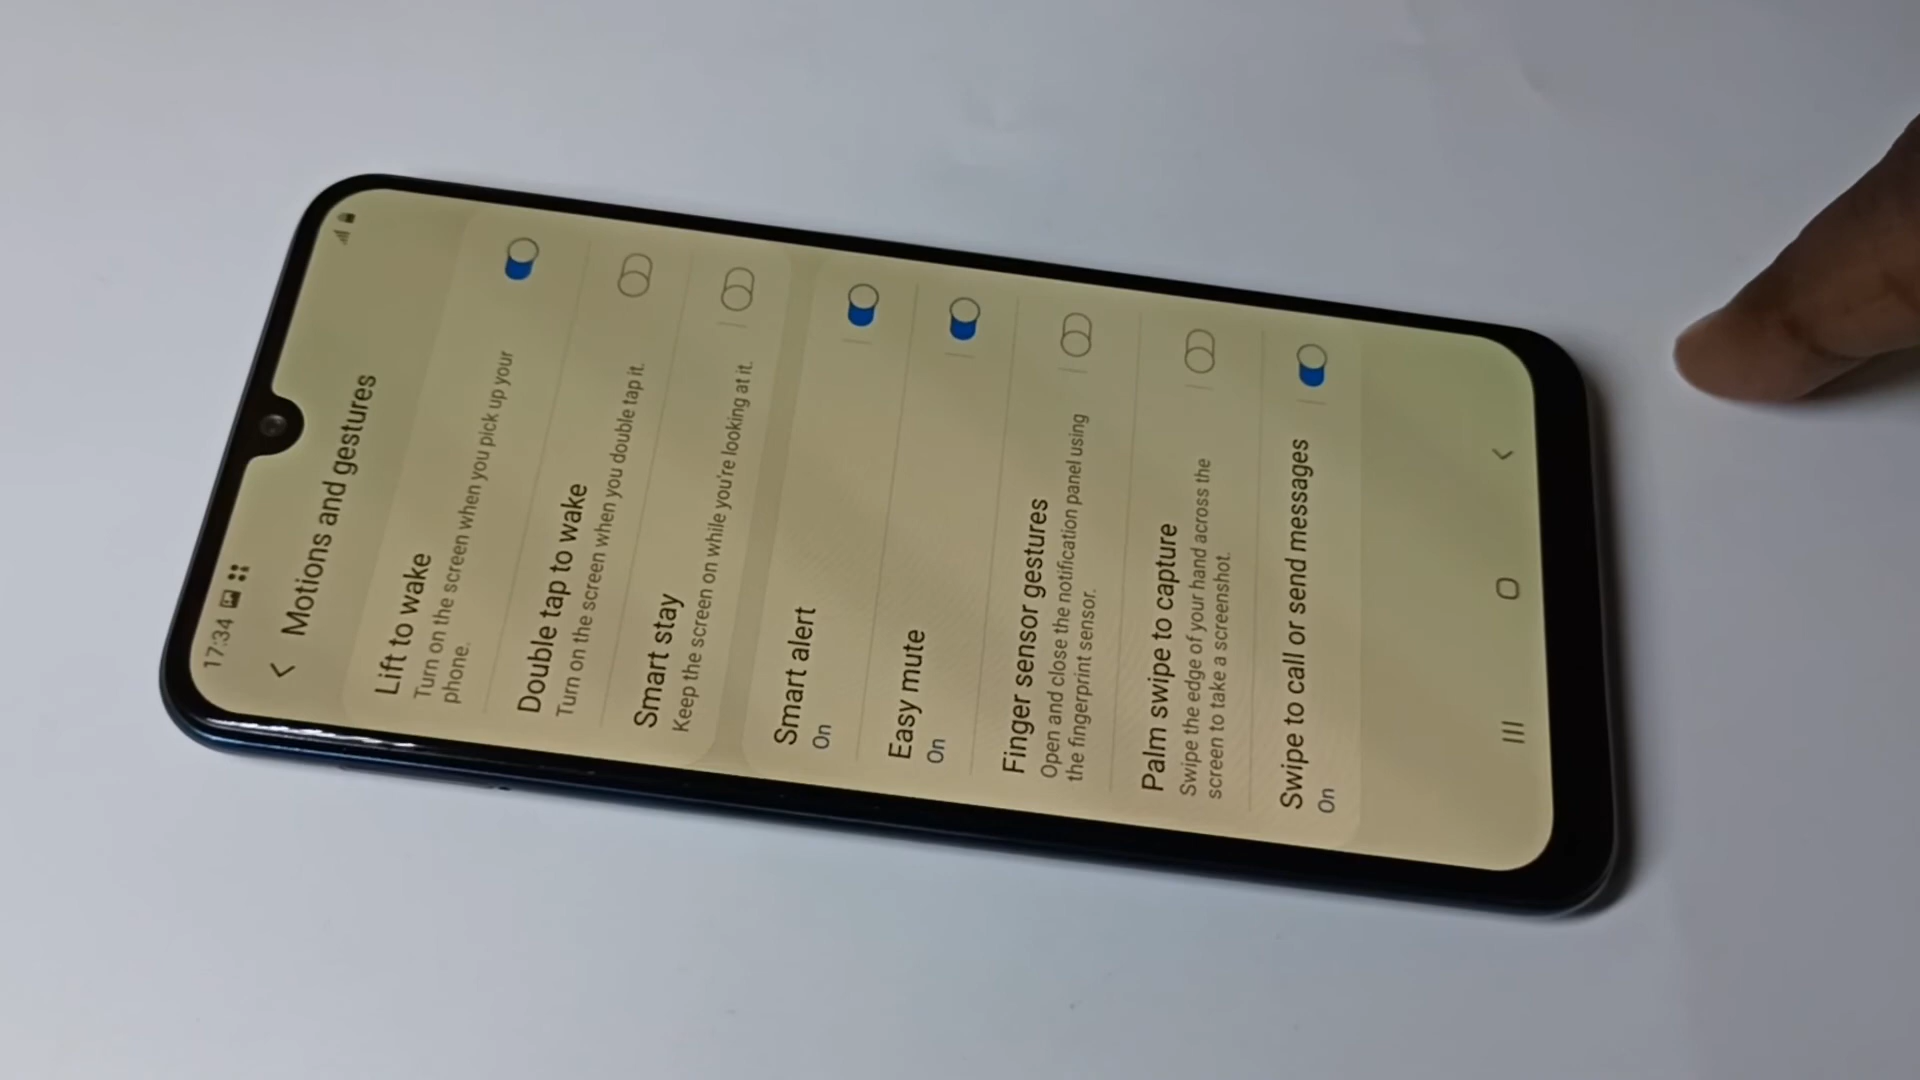 17:34
Motions and gestures
Lift to wake
Turn on the screen when you pick up your
phone.
Double tap to wake
Turn on the screen when you double tap it.
Smart stay
Keep the screen on while you're looking at it.
Smart alert
On
Easy mute
On
Finger sensor gestures
Open and close the notification panel using
the fingerprint sensor.
Palm swipe to capture
Swipe the edge of your hand across the
screen to take a screenshot.
Swipe to call or send messages
On